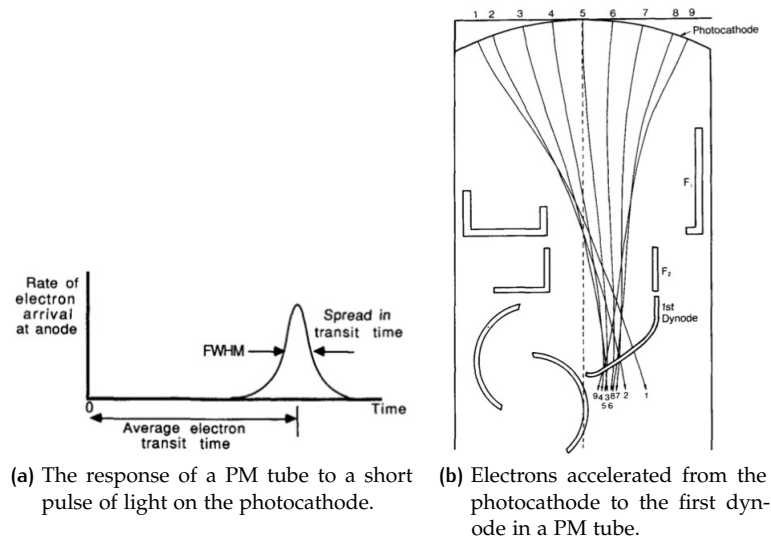 Rate of
electron
arrival
at anode
FWHM
Spread in
transit time
0
Time
Average electron
transit time
(a) The response of a PM tube to a short
pulse of light on the photocathode.
1 2 3 4 5 6 7 8 9
Photocathode
F₁
F₂
1st
Dynode
9 4 3 8 7 2 1
5 6
(b) Electrons accelerated from the
photocathode to the first dyn-
ode in a PM tube.